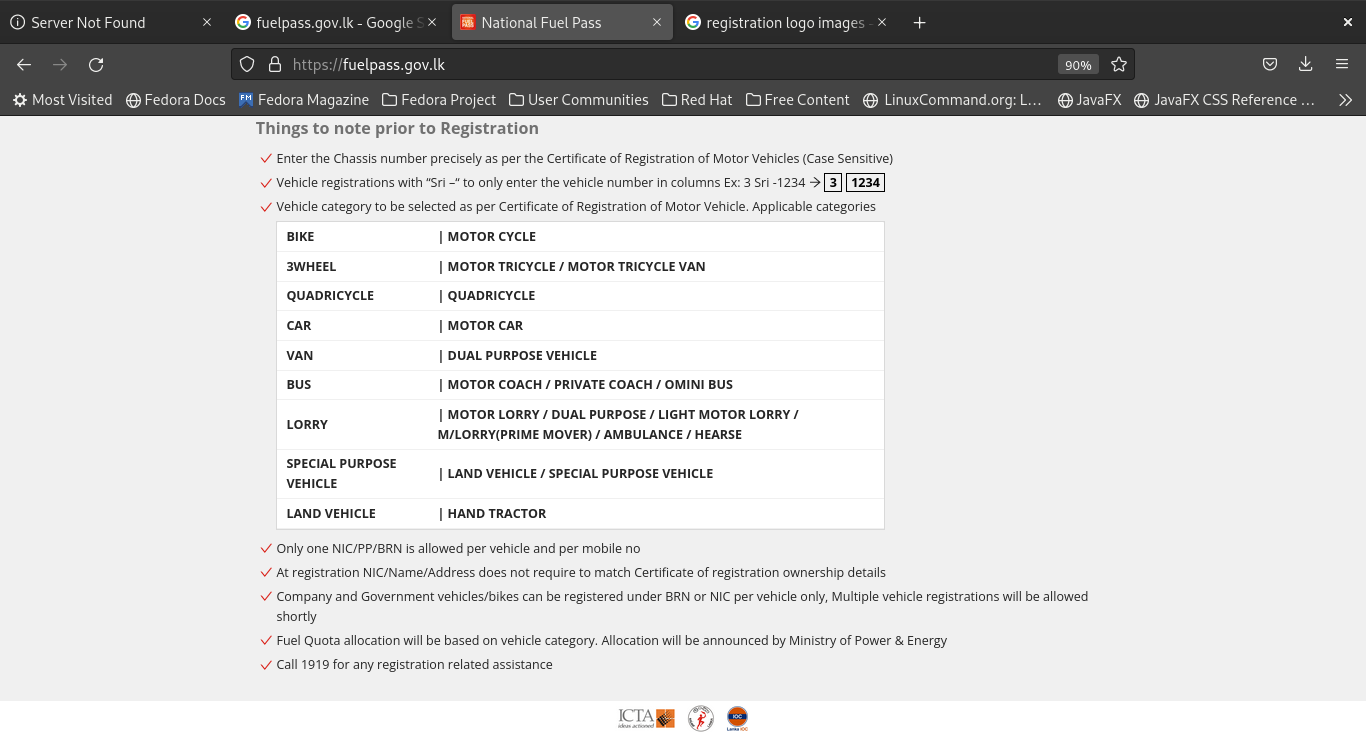 Server Not Found
fuelpass.gov.lk - Google S
National Fuel Pass
registration logo images -
https://fuelpass.gov.lk
90%
Most Visited
Fedora Docs
FM
Fedora Magazine
Fedora Project
User Communities
Red Hat
Free Content
LinuxCommand.org: L…
JavaFX
JavaFX CSS Reference …
Things to note prior to Registration
Enter the Chassis number precisely as per the Certificate of Registration of Motor Vehicles (Case Sensitive)
Vehicle registrations with “Sri –“ to only enter the vehicle number in columns Ex: 3 Sri -1234 → 3 1234
Vehicle category to be selected as per Certificate of Registration of Motor Vehicle. Applicable categories
BIKE | MOTOR CYCLE
3WHEEL | MOTOR TRICYCLE / MOTOR TRICYCLE VAN
QUADRICYCLE | QUADRICYCLE
CAR | MOTOR CAR
VAN | DUAL PURPOSE VEHICLE
BUS | MOTOR COACH / PRIVATE COACH / OMINI BUS
LORRY | MOTOR LORRY / DUAL PURPOSE / LIGHT MOTOR LORRY /
M/LORRY(PRIME MOVER) / AMBULANCE / HEARSE
SPECIAL PURPOSE
VEHICLE | LAND VEHICLE / SPECIAL PURPOSE VEHICLE
LAND VEHICLE | HAND TRACTOR
Only one NIC/PP/BRN is allowed per vehicle and per mobile no
At registration NIC/Name/Address does not require to match Certificate of registration ownership details
Company and Government vehicles/bikes can be registered under BRN or NIC per vehicle only, Multiple vehicle registrations will be allowed
shortly
Fuel Quota allocation will be based on vehicle category. Allocation will be announced by Ministry of Power & Energy
Call 1919 for any registration related assistance
ICTA
ideas actioned
IOC
Lanka IOC